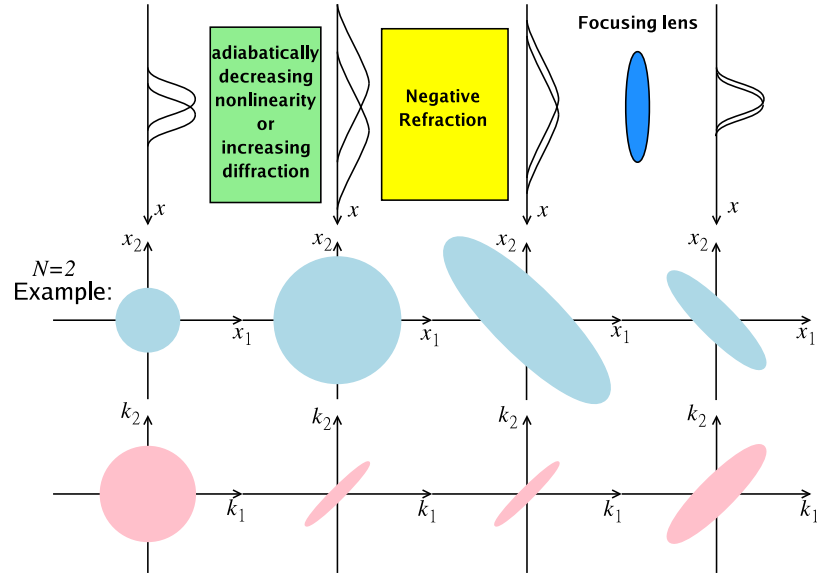 adiabatically
decreasing
nonlinearity
or
increasing
diffraction
Negative
Refraction
Focusing lens
x x x x
x₂ x₂ x₂ x₂
N=2
Example:
x₁ x₁ x₁ x₁
k₂ k₂ k₂ k₂
k₁ k₁ k₁ k₁